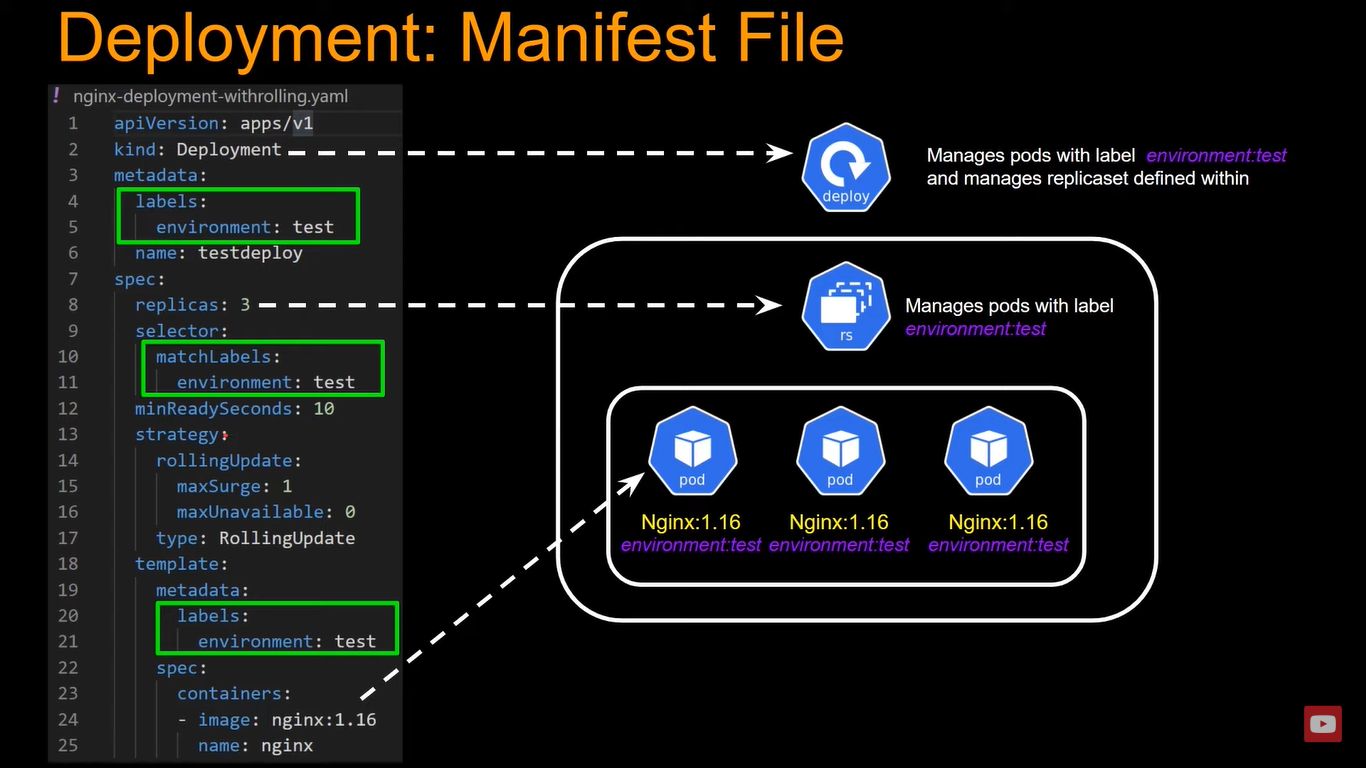 Deployment: Manifest File
! nginx-deployment-withrolling.yaml
1 apiVersion: apps/v1
2 kind: Deployment
3 metadata:
4 labels:
5 environment: test
6 name: testdeploy
7 spec:
8 replicas: 3
9 selector:
10 matchLabels:
11 environment: test
12 minReadySeconds: 10
13 strategy:
14 rollingUpdate:
15 maxSurge: 1
16 maxUnavailable: 0
17 type: RollingUpdate
18 template:
19 metadata:
20 labels:
21 environment: test
22 spec:
23 containers:
24 - image: nginx:1.16
25 name: nginx
deploy
Manages pods with label environment:test
and manages replicaset defined within
rs
Manages pods with label
environment:test
pod pod pod
Nginx:1.16 Nginx:1.16 Nginx:1.16
environment:test environment:test environment:test